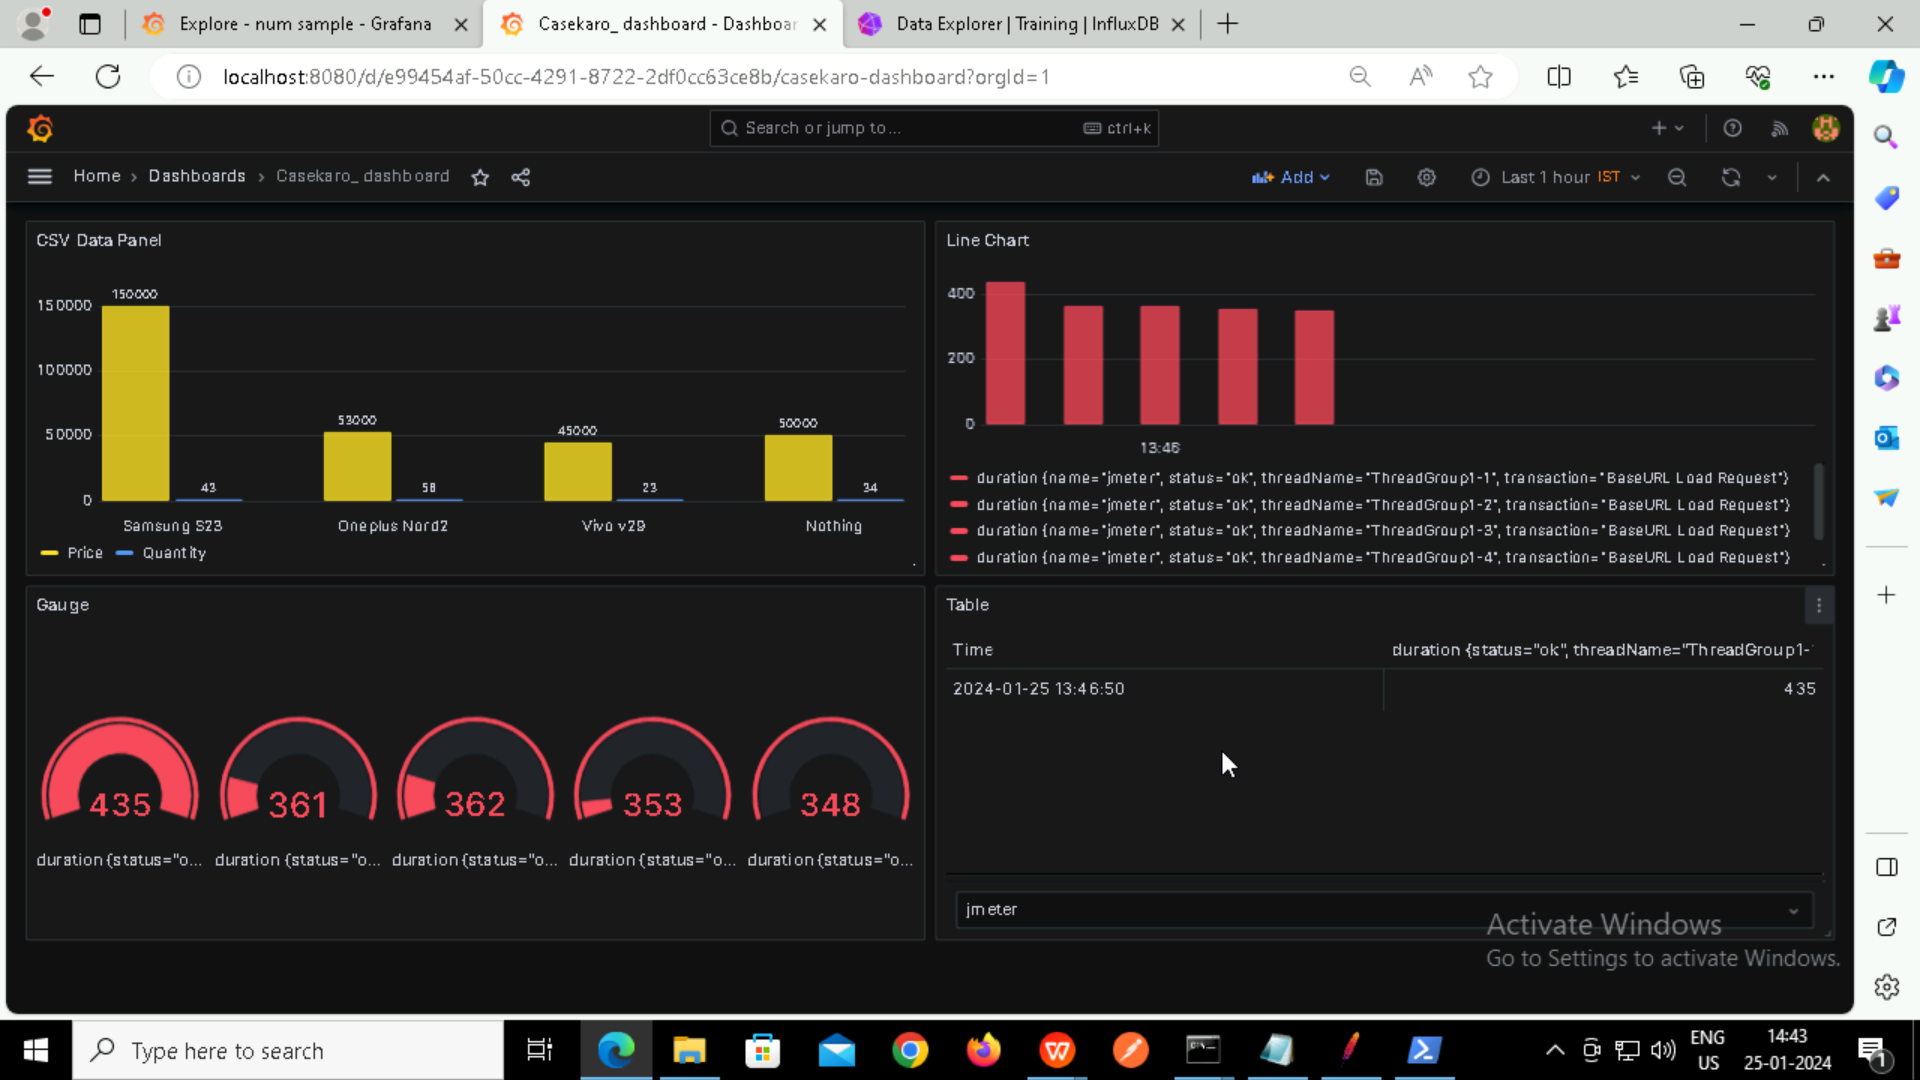 Explore - num sample - Grafana
Casekaro_ dashboard - Dashboar
Data Explorer | Training | InfluxDB
localhost:8080/d/e99454af-50cc-4291-8722-2df0cc63ce8b/casekaro-dashboard?orgId=1
Search or jump to...
ctrl+k
Home › Dashboards › Casekaro_ dashboard
Add
Last 1 hour IST
CSV Data Panel
150000
150000
100000
50000
0
43
53000
58
45000
23
50000
34
Samsung S23
Oneplus Nord2
Vivo v29
Nothing
Price
Quantity
Line Chart
400
200
0
13:46
duration {name="jmeter", status="ok", threadName="ThreadGroup1-1", transaction="BaseURL Load Request"}
duration {name="jmeter", status="ok", threadName="ThreadGroup1-2", transaction="BaseURL Load Request"}
duration {name="jmeter", status="ok", threadName="ThreadGroup1-3", transaction="BaseURL Load Request"}
duration {name="jmeter", status="ok", threadName="ThreadGroup1-4", transaction="BaseURL Load Request"}
Gauge
435
361
362
353
348
duration {status="o...
duration {status="o...
duration {status="o...
duration {status="o...
duration {status="o...
Table
Time
duration {status="ok", threadName="ThreadGroup1-
2024-01-25 13:46:50
435
jmeter
Activate Windows
Go to Settings to activate Windows.
Type here to search
ENG
US
14:43
25-01-2024
1